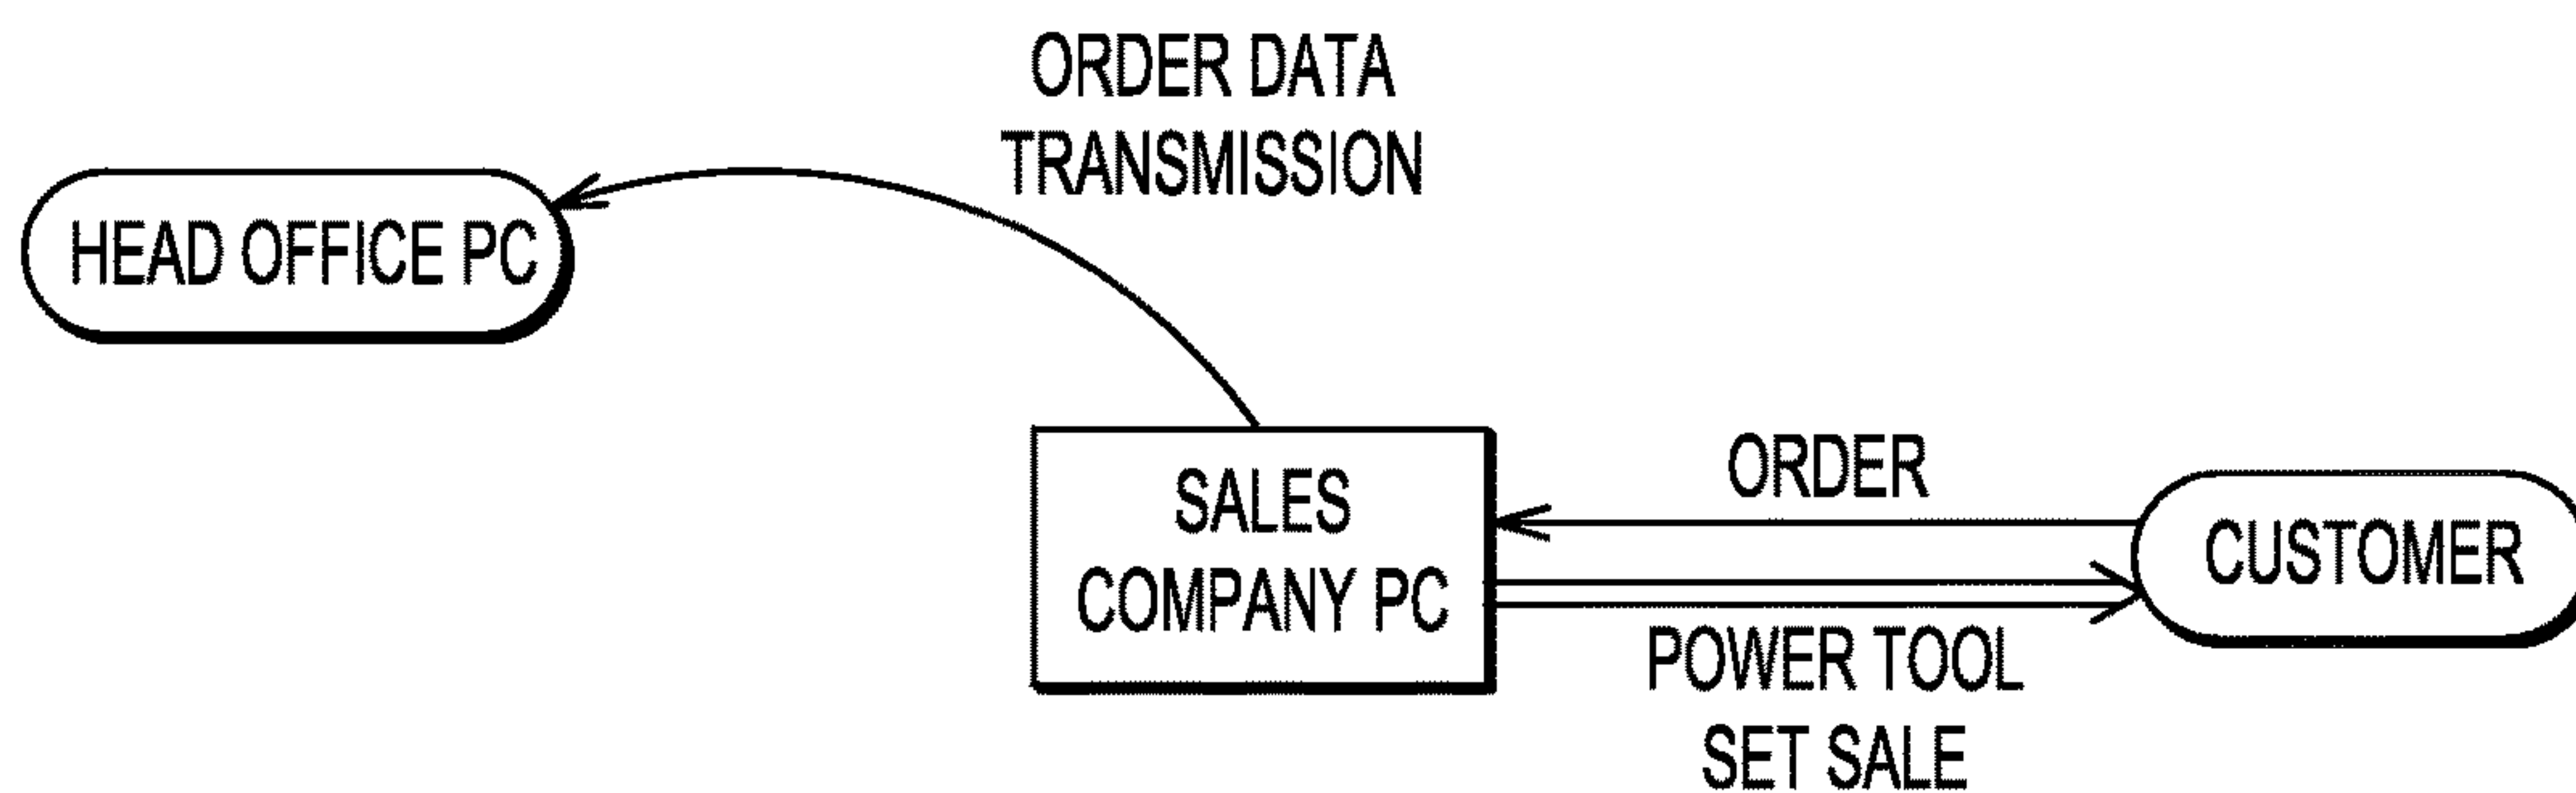 ORDER DATA
TRANSMISSION
HEAD OFFICE PC
SALES
COMPANY PC
ORDER
CUSTOMER
POWER TOOL
SET SALE